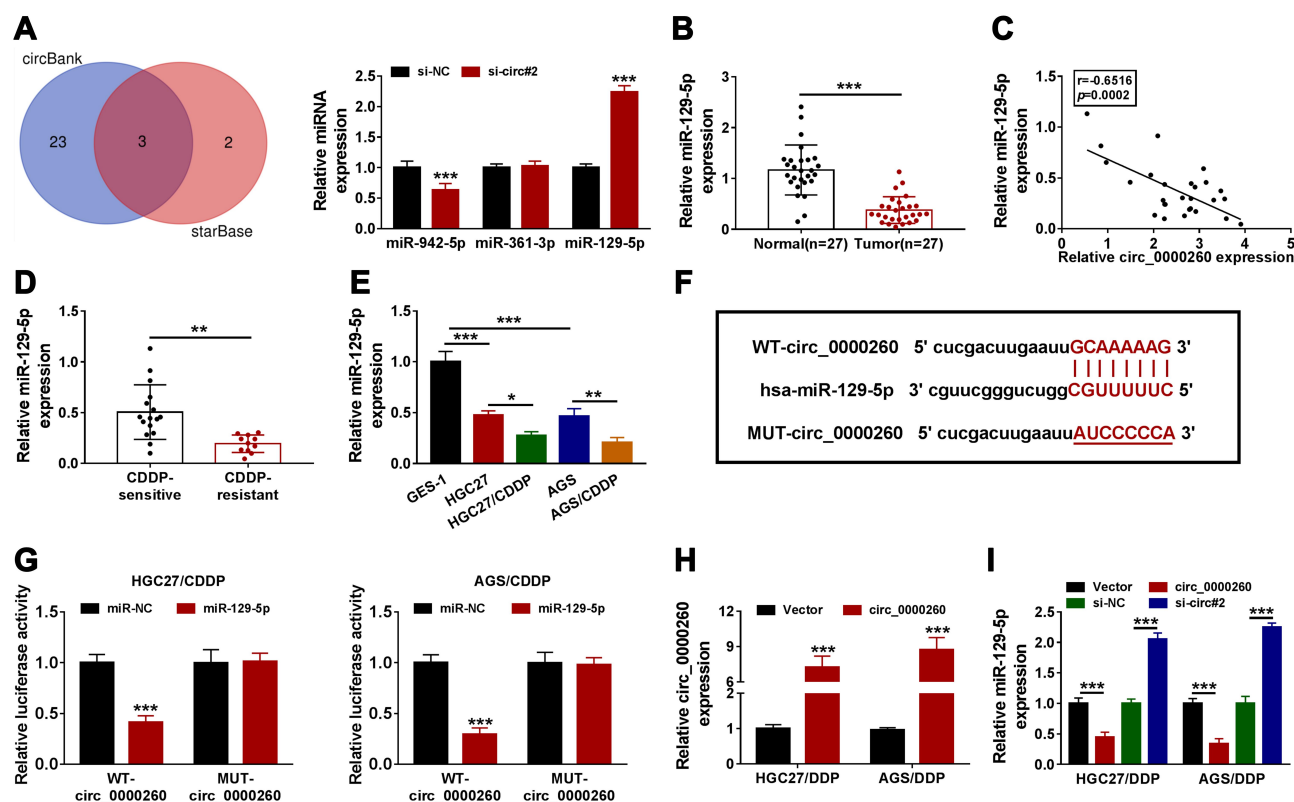 A
circBank
23
3
2
starBase
si-NC
si-circ#2
Relative miRNA
expression
2.5
2.0
1.5
1.0
0.5
0.0
***
***
miR-942-5p
miR-361-3p
miR-129-5p
B
Relative miR-129-5p
expression
3
2
1
0
***
Normal(n=27)
Tumor(n=27)
C
Relative miR-129-5p
expression
1.5
1.0
0.5
0.0
r=-0.6516
p=0.0002
0
1
2
3
4
5
Relative circ_0000260 expression
D
Relative miR-129-5p
expression
1.5
1.0
0.5
0.0
**
CDDP-
sensitive
CDDP-
resistant
E
Relative miR-129-5p
expression
1.5
1.0
0.5
0.0
***
***
*
**
GES-1
HGC27
HGC27/CDDP
AGS
AGS/CDDP
F
WT-circ_0000260 5' cucgacuugaauuGCAAAAAG 3'
hsa-miR-129-5p 3' cguucgggucuggCGUUUUUC 5'
MUT-circ_0000260 5' cucgacuugaauuAUCCCCCA 3'
G
HGC27/CDDP
miR-NC
miR-129-5p
Relative luciferase activity
1.5
1.0
0.5
0.0
***
WT-
circ_0000260
MUT-
circ_0000260
AGS/CDDP
miR-NC
miR-129-5p
Relative luciferase activity
1.5
1.0
0.5
0.0
***
WT-
circ_0000260
MUT-
circ_0000260
H
Vector
circ_0000260
Relative circ_0000260
expression
12
9
6
2
1
0
***
***
HGC27/DDP
AGS/DDP
I
Vector
circ_0000260
si-NC
si-circ#2
Relative miR-129-5p
expression
2.5
2.0
1.5
1.0
0.5
0.0
***
***
***
***
HGC27/DDP
AGS/DDP